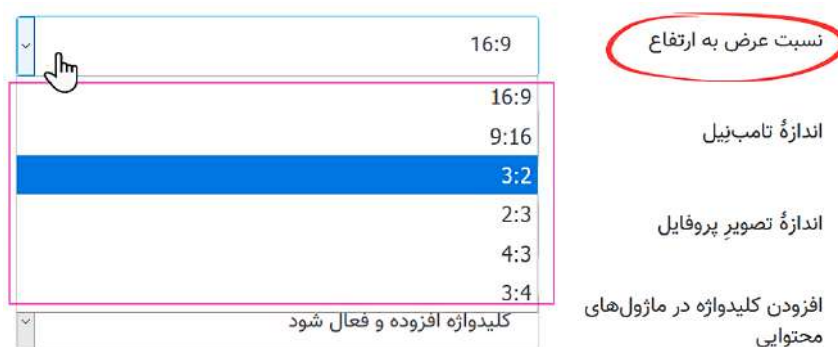 نسبت عرض به ارتفاع
16:9
16:9
9:16
3:2
2:3
4:3
3:4
اندازهٔ تامب‌نِیل
اندازهٔ تصویرِ پروفایل
افزودن کلیدواژه در ماژول‌های
محتوایی
کلیدواژه افزوده و فعال شود